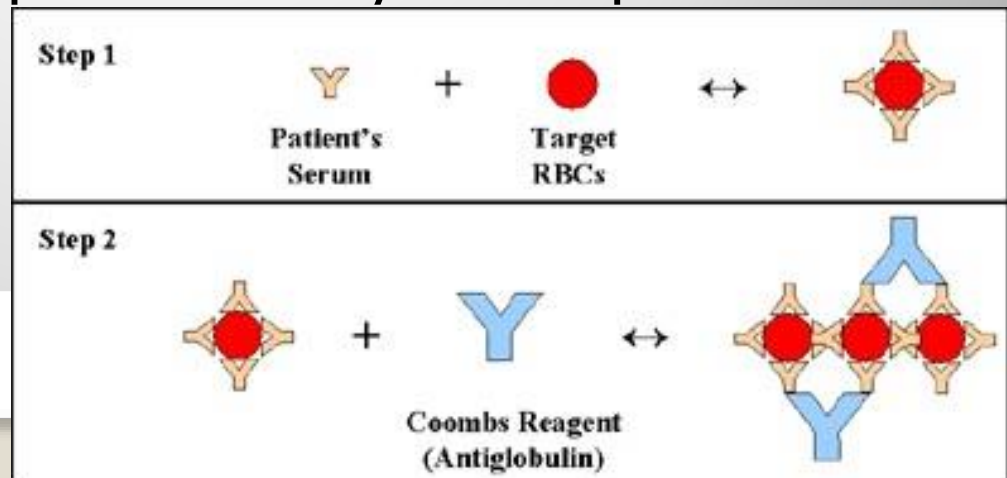 Step 1
+
↔
Patient's
Serum
Target
RBCs
Step 2
+
↔
Coombs Reagent
(Antiglobulin)